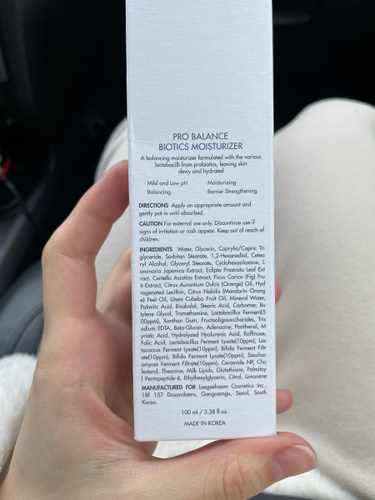 PRO BALANCE
BIOTICS MOISTURIZER
A balancing moisturizer formulated with the various
lactobacilli from probiotics, leaving skin
dewy and hydrated
· Mild and Low pH · Moisturizing
· Balancing · Barrier Strengthening
DIRECTIONS Apply an appropriate amount and
gently pat in until absorbed.
CAUTION For external use only. Discontinue use if
signs of irritation or rash appear. Keep out of reach of
children.
INGREDIENTS Water, Glycerin, Caprylic/Capric Tri
glyceride, Sorbitan Stearate, 1,2-Hexanediol, Cetea
ryl Alcohol, Glyceryl Stearate, Cyclohexasiloxane, L
aminaria Japonica Extract, Eclipta Prostrata Leaf Ext
ract, Centella Asiatica Extract, Ficus Carica (Fig) Fru
it Extract, Citrus Aurantium Dulcis (Orange) Oil, Hyd
rogenated Lecithin, Citrus Nobilis (Mandarin Orang
e) Peel Oil, Litsea Cubeba Fruit Oil, Mineral Water,
Palmitic Acid, Bisabolol, Stearic Acid, Carbomer, Bu
tylene Glycol, Tromethamine, Lactobacillus Ferment(5
00ppm), Xanthan Gum, Fructooligosaccharides, Tris
odium EDTA, Beta-Glucan, Adenosine, Panthenol, M
yristic Acid, Hydrolyzed Hyaluronic Acid, Raffinose,
Folic Acid, Lactobacillus Ferment Lysate(10ppm), Lac
tococcus Ferment Lysate(10ppm), Bifida Ferment Filtr
ate(10ppm), Bifida Ferment Lysate(10ppm), Sacchar
omyces Ferment Filtrate(10ppm), Ceramide NP, Cho
lesterol, Theanine, Milk Lipids, Glutathione, Palmitoy
l Pentapeptide-4, Ethylhexylglycerin, Citral, Limonene
MANUFACTURED FOR Leegeehaam Cosmetics Inc.,
18F 157 Dosandaero, Gangnamgu, Seoul, South
Korea.
100 ml / 3.38 fl.oz.
MADE IN KOREA